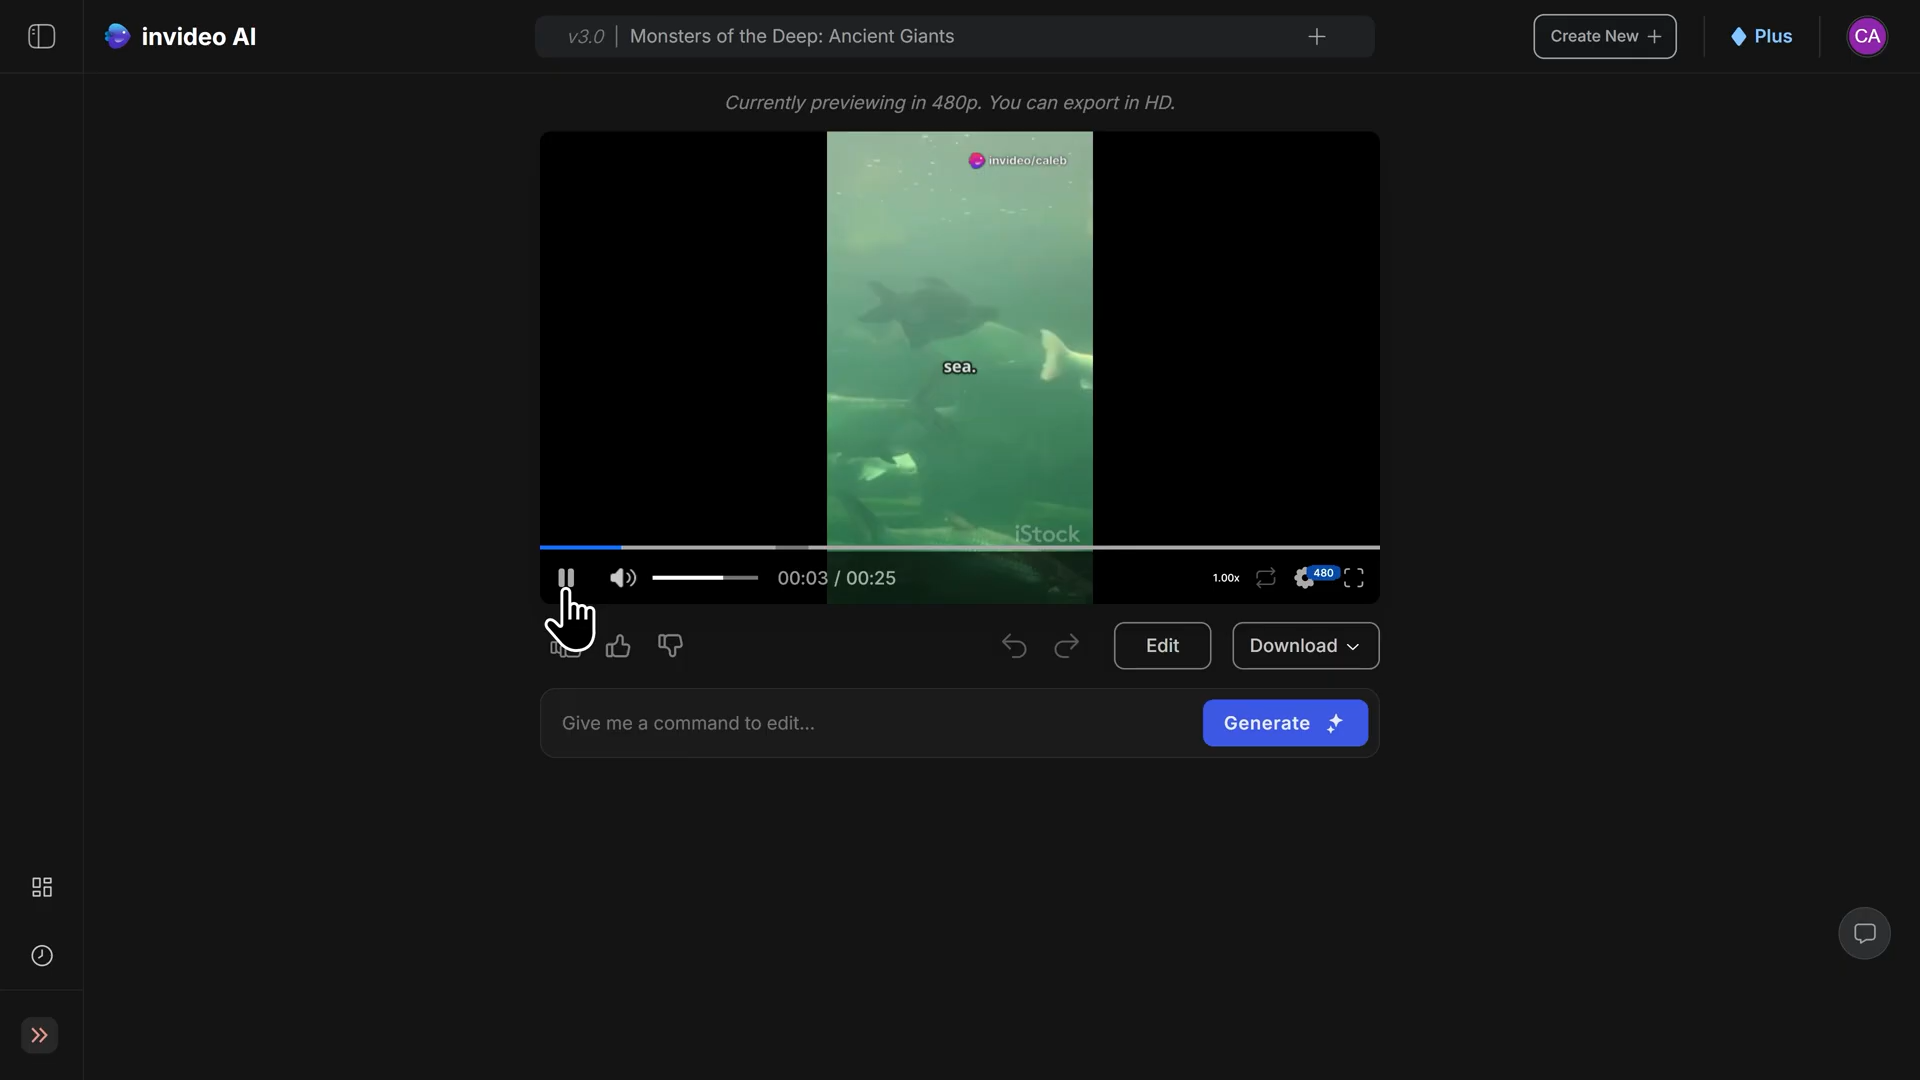 invideo AI
v3.0 | Monsters of the Deep: Ancient Giants
Create New
Plus
CA
Currently previewing in 480p. You can export in HD.
invideo/caleb
sea.
iStock
00:03 / 00:25
1.00x
480
Edit
Download
Give me a command to edit...
Generate